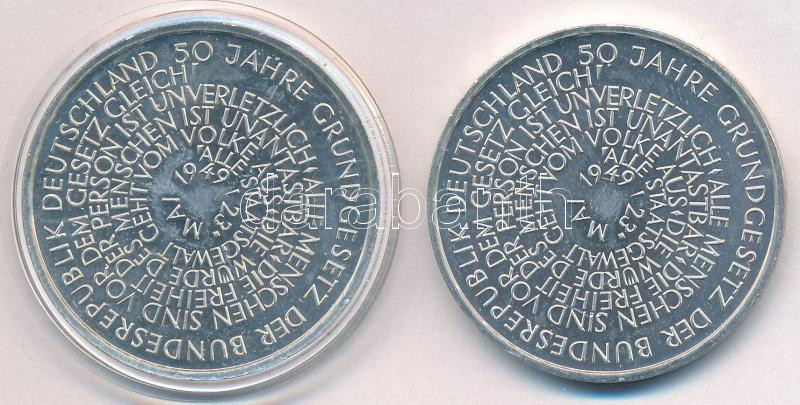 50 JAHRE GRUNDGESETZ DER BUNDESREPUBLIK DEUTSCHLAND
ALLE MENSCHEN SIND VOR DEM GESETZ GLEICH
DIE FREIHEIT DER PERSON IST UNVERLETZLICH
DIE WÜRDE DES MENSCHEN IST UNANTASTBAR
ALLE STAATSGEWALT GEHT VOM VOLKE AUS
23. MAI 1949
50 JAHRE GRUNDGESETZ DER BUNDESREPUBLIK DEUTSCHLAND
ALLE MENSCHEN SIND VOR DEM GESETZ GLEICH
DIE FREIHEIT DER PERSON IST UNVERLETZLICH
DIE WÜRDE DES MENSCHEN IST UNANTASTBAR
ALLE STAATSGEWALT GEHT VOM VOLKE AUS
23. MAI 1949
darabanth